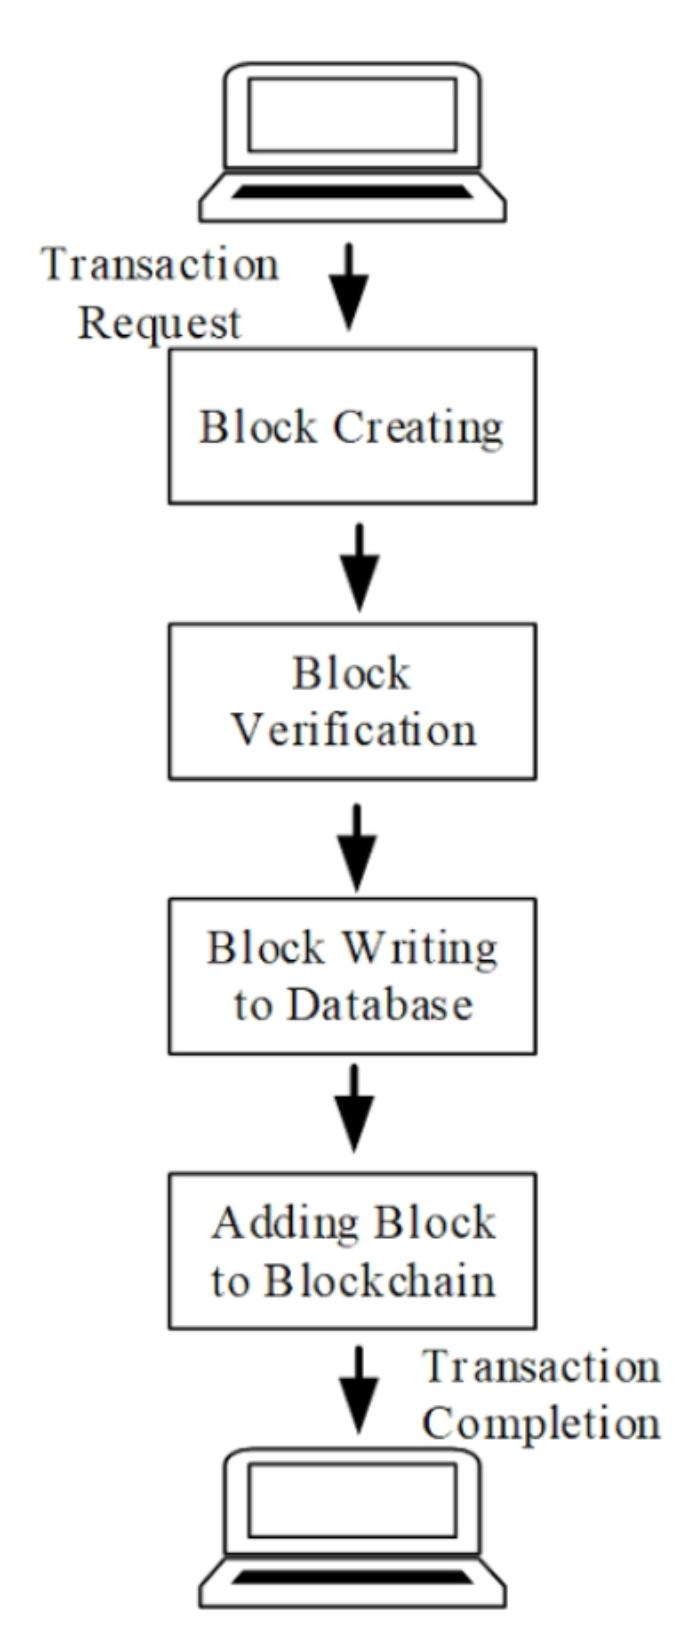 Transaction
Request
Block Creating
Block
Verification
Block Writing
to Database
Adding Block
to Blockchain
Transaction
Completion